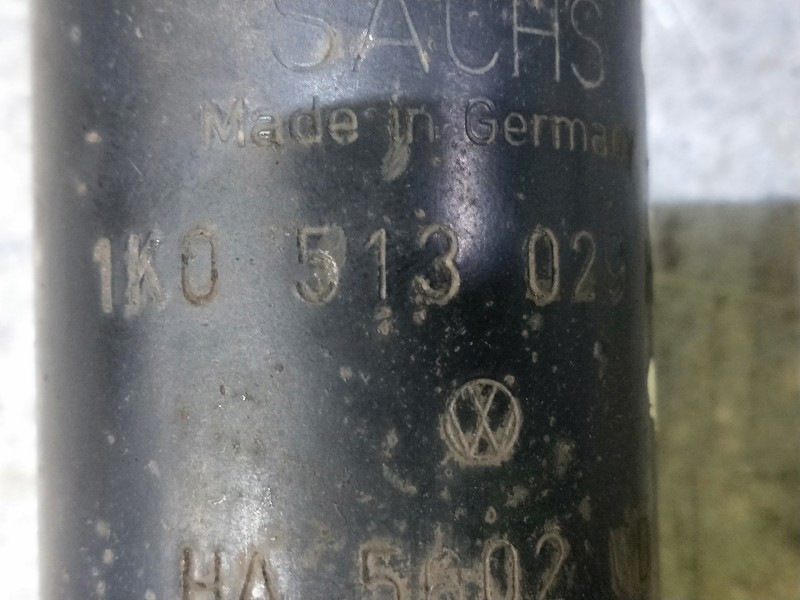 SACHS
Made in Germany
1K0 513 029
HA 5602